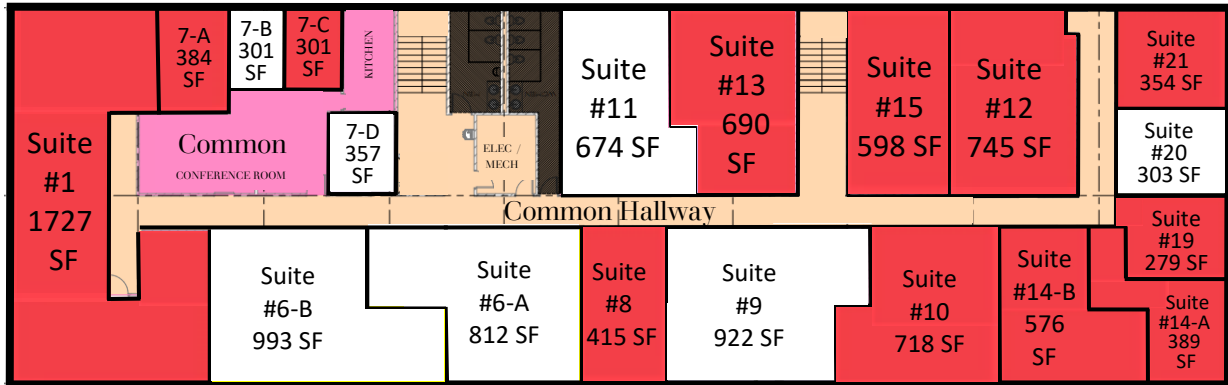 7-A
384
SF
7-B
301
SF
7-C
301
SF
KITCHEN
Suite
#11
674 SF
Suite
#13
690
SF
Suite
#15
598 SF
Suite
#12
745 SF
Suite
#21
354 SF
Suite
#1
1727
SF
Common
CONFERENCE ROOM
7-D
357
SF
ELEC /
MECH
Suite
#20
303 SF
Common Hallway
Suite
#19
279 SF
Suite
#6-B
993 SF
Suite
#6-A
812 SF
Suite
#8
415 SF
Suite
#9
922 SF
Suite
#10
718 SF
Suite
#14-B
576
SF
Suite
#14-A
389
SF